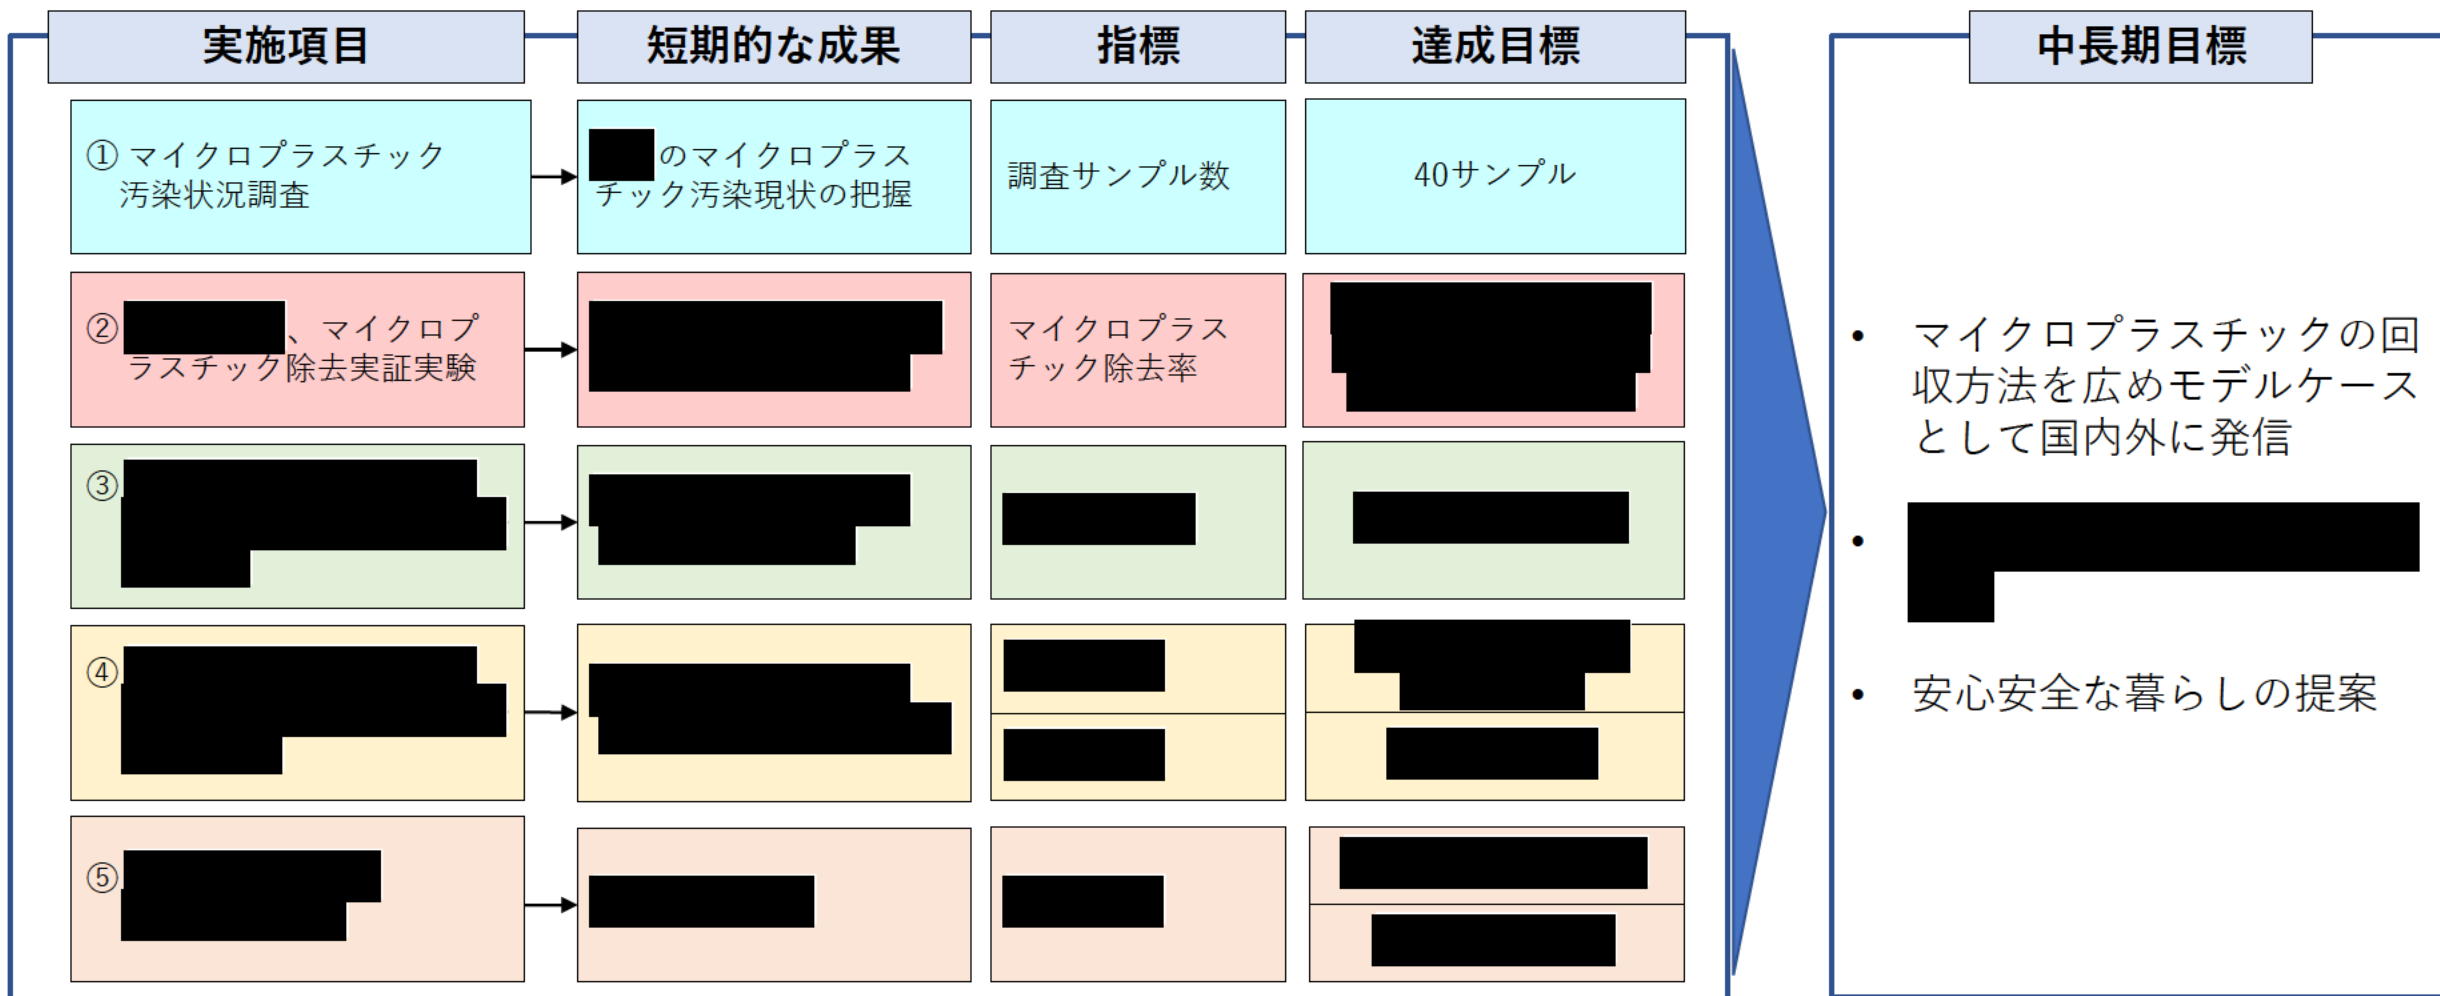 実施項目
短期的な成果
指標
達成目標
中長期目標
① マイクロプラスチック
汚染状況調査
のマイクロプラス
チック汚染現状の把握
調査サンプル数
40サンプル
② 、マイクロプ
ラスチック除去実証実験
マイクロプラス
チック除去率
③
④
⑤
• マイクロプラスチックの回
収方法を広めモデルケース
として国内外に発信
•
• 安心安全な暮らしの提案